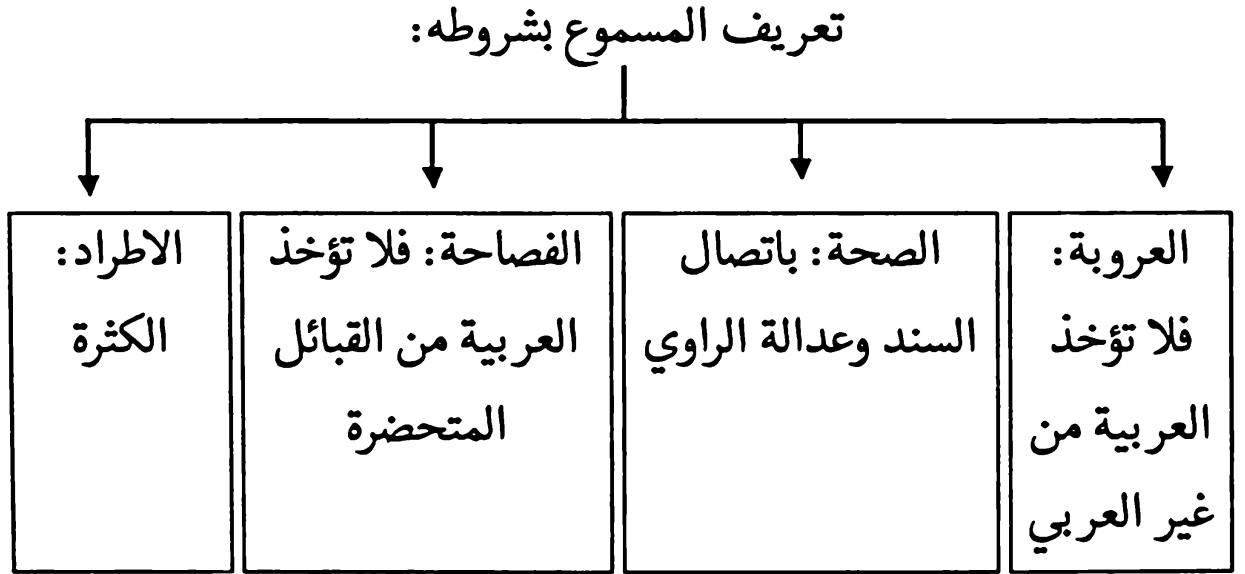 تعريف المسموع بشروطه:
العروبة:
فلا تؤخذ
العربية من
غير العربي
الصحة: باتصال
السند وعدالة الراوي
الفصاحة: فلا تؤخذ
العربية من القبائل
المتحضرة
الاطراد:
الكثرة